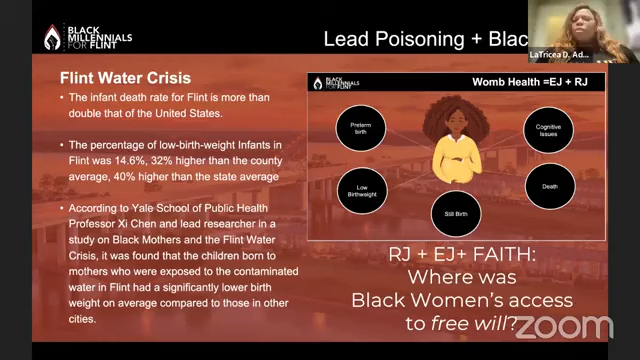 BLACK
MILLENNIALS
FOR FLINT
Lead Poisoning + Blac
LaTricea D. Ad...
Flint Water Crisis
• The infant death rate for Flint is more than
double that of the United States.
• The percentage of low-birth-weight Infants in
Flint was 14.6%, 32% higher than the county
average, 40% higher than the state average
• According to Yale School of Public Health
Professor Xi Chen and lead researcher in a
study on Black Mothers and the Flint Water
Crisis, it was found that the children born to
mothers who were exposed to the contaminated
water in Flint had a significantly lower birth
weight on average compared to those in other
cities.
BLACK
MILLENNIALS
FOR FLINT
Womb Health =EJ + RJ
Preterm
birth
Cognitive
Issues
Low
Birthweight
Death
Still Birth
RJ + EJ+ FAITH:
Where was
Black Women's access
to free will?
zoom